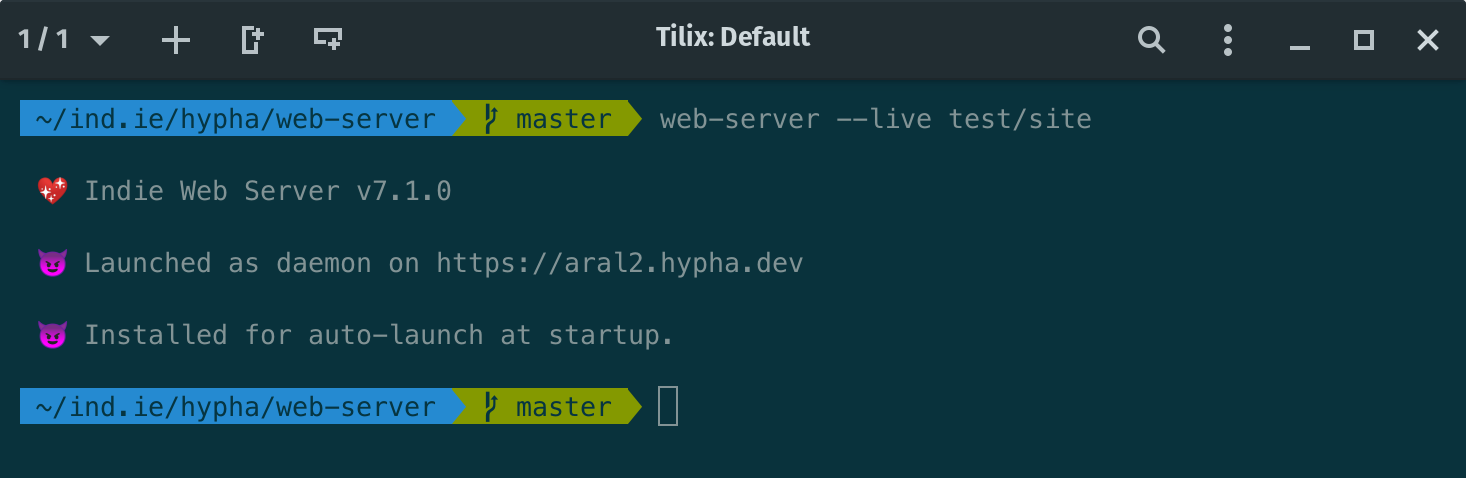 1 / 1 Tilix: Default
~/ind.ie/hypha/web-server master web-server --live test/site
Indie Web Server v7.1.0
Launched as daemon on https://aral2.hypha.dev
Installed for auto-launch at startup.
~/ind.ie/hypha/web-server master